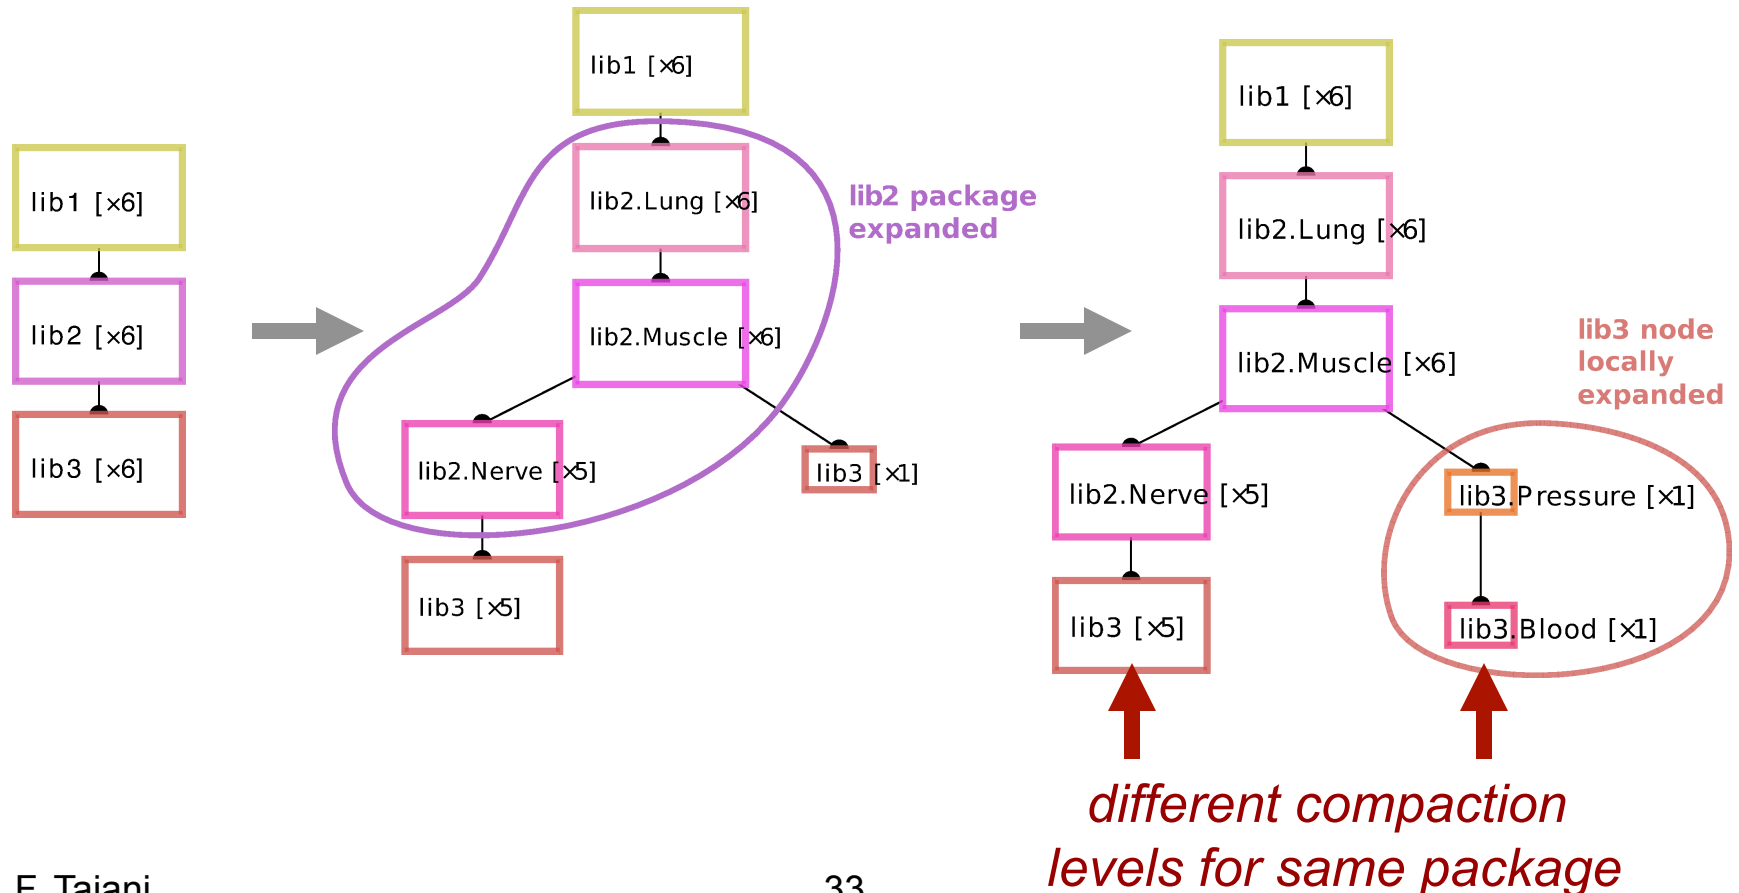 lib1 [×6]
lib2 [×6]
lib3 [×6]
lib1 [×6]
lib2.Lung [×6]
lib2.Muscle [×6]
lib2.Nerve [×5]
lib3 [×1]
lib3 [×5]
lib2 package
expanded
lib1 [×6]
lib2.Lung [×6]
lib2.Muscle [×6]
lib2.Nerve [×5]
lib3 [×5]
lib3.Pressure [×1]
lib3.Blood [×1]
lib3 node
locally
expanded
different compaction
levels for same package
F. Taiani
33